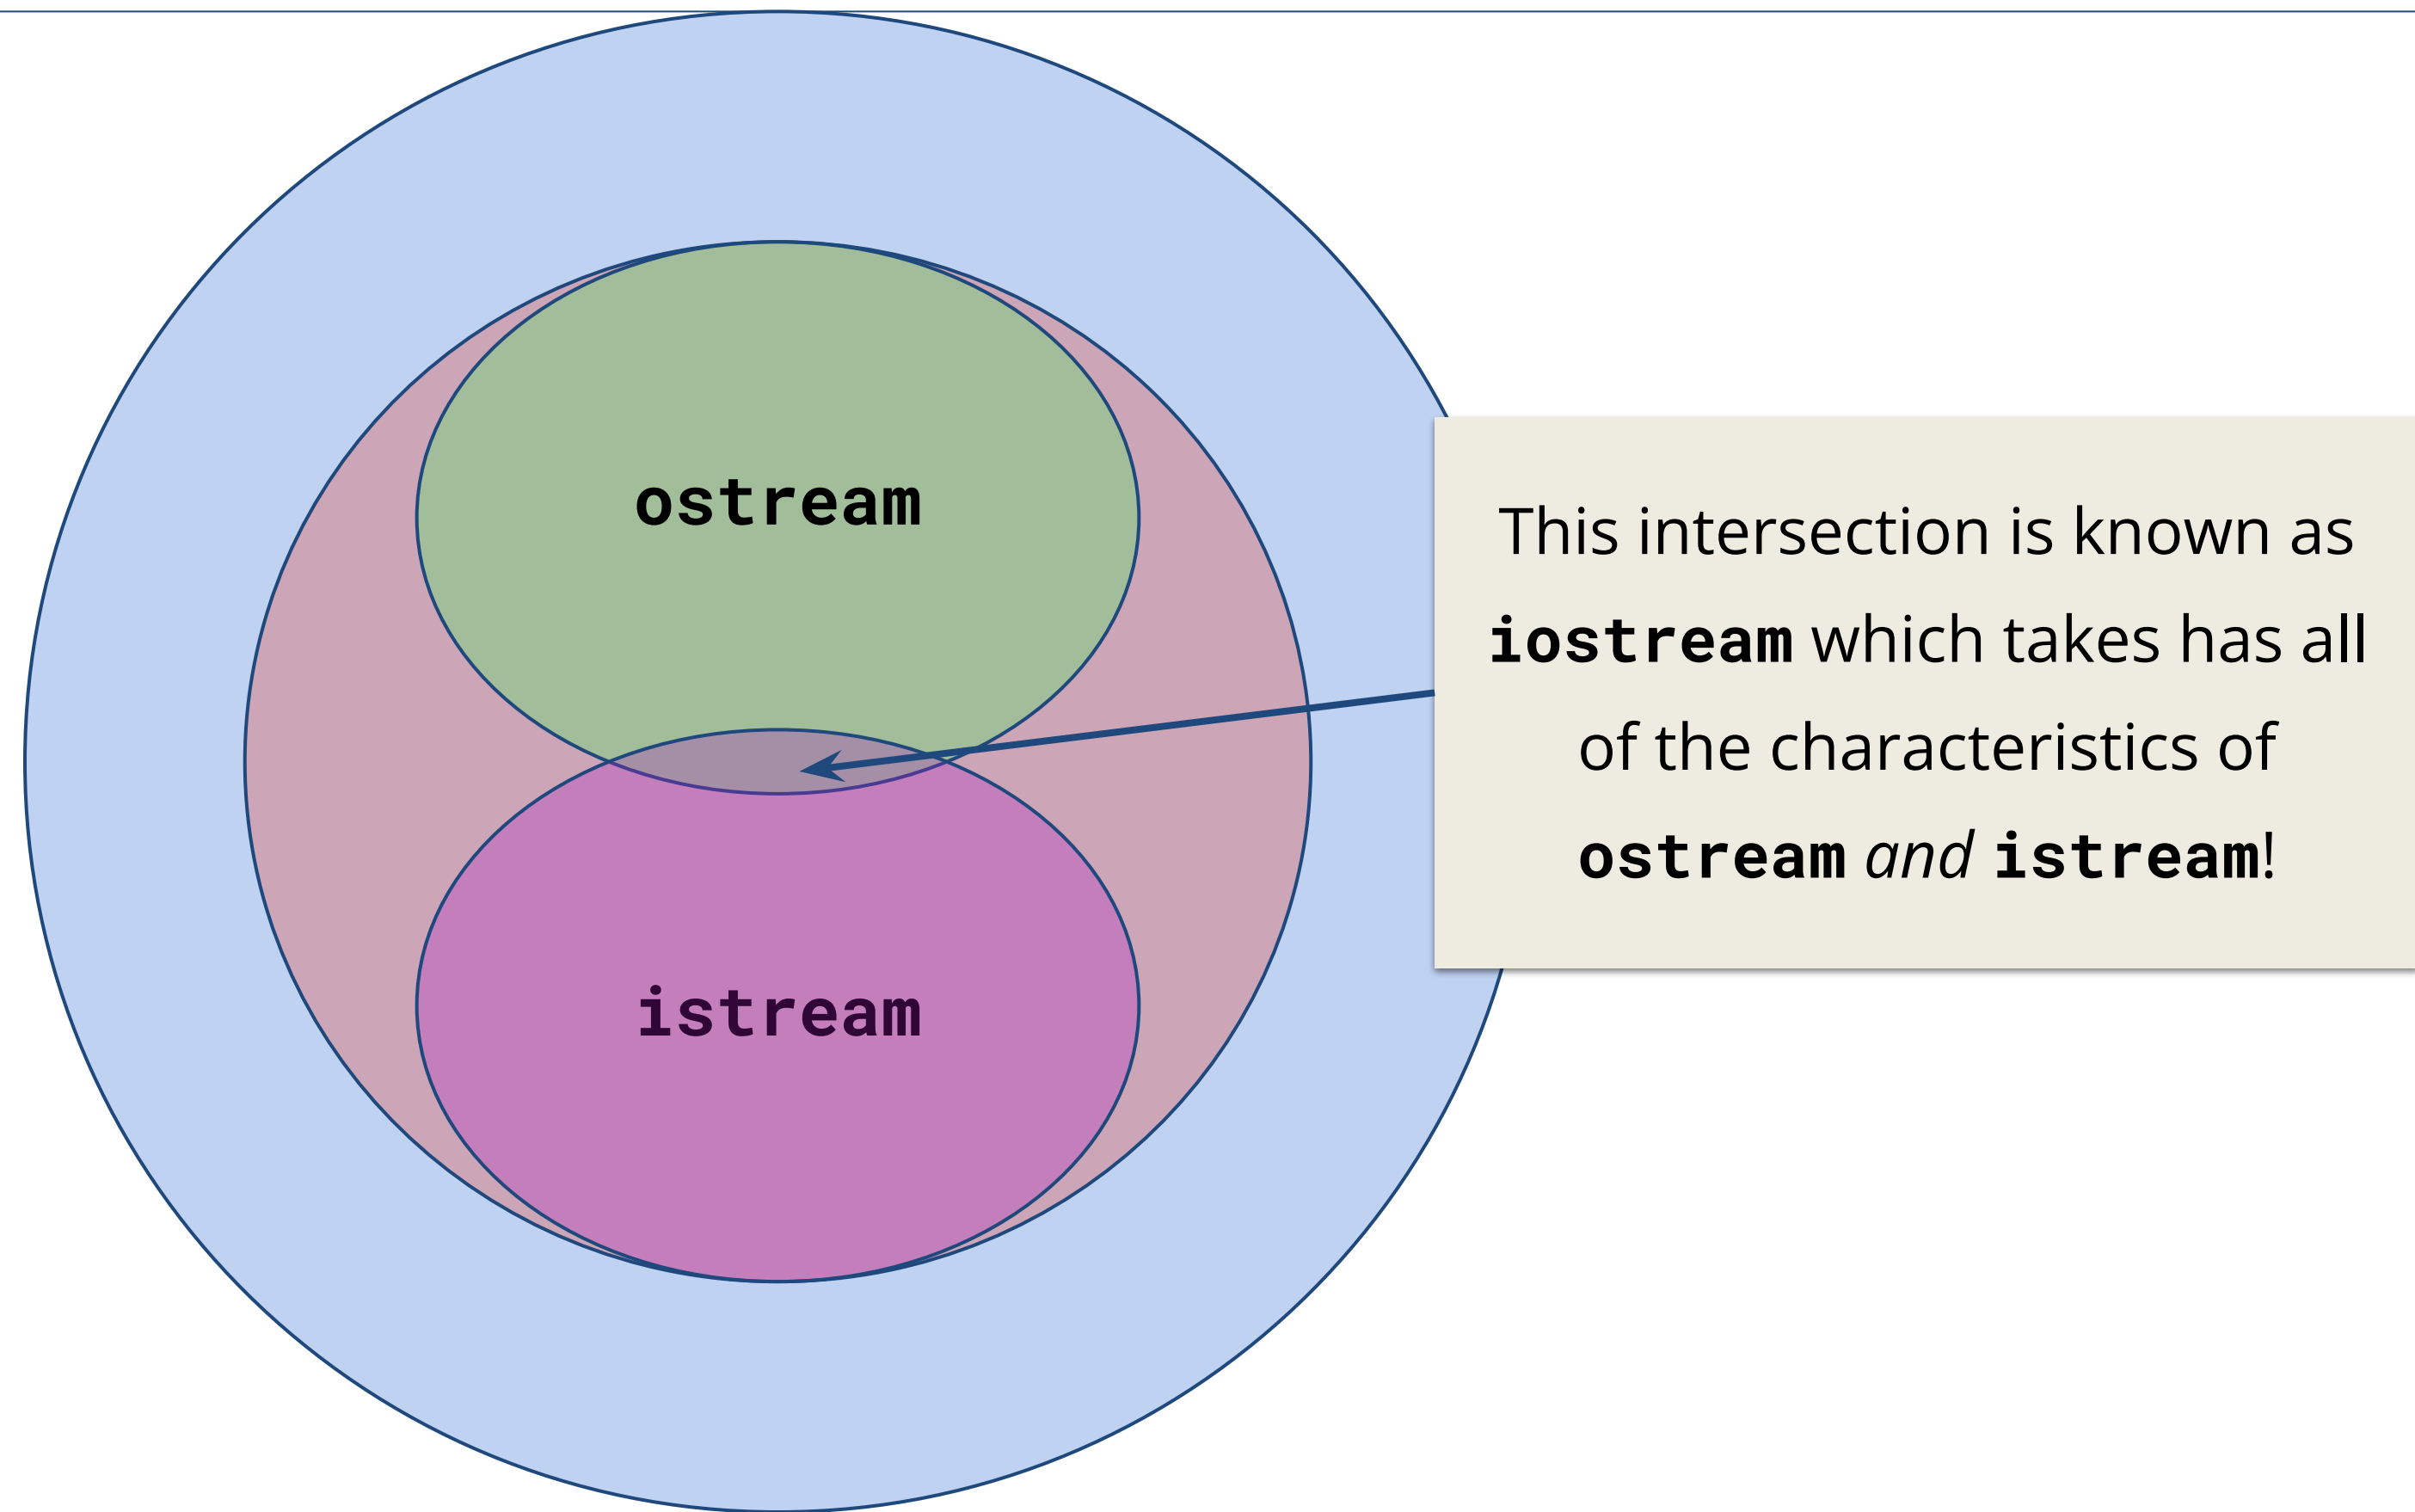 ostream
istream
This intersection is known as
iostream which takes has all
of the characteristics of
ostream and istream!